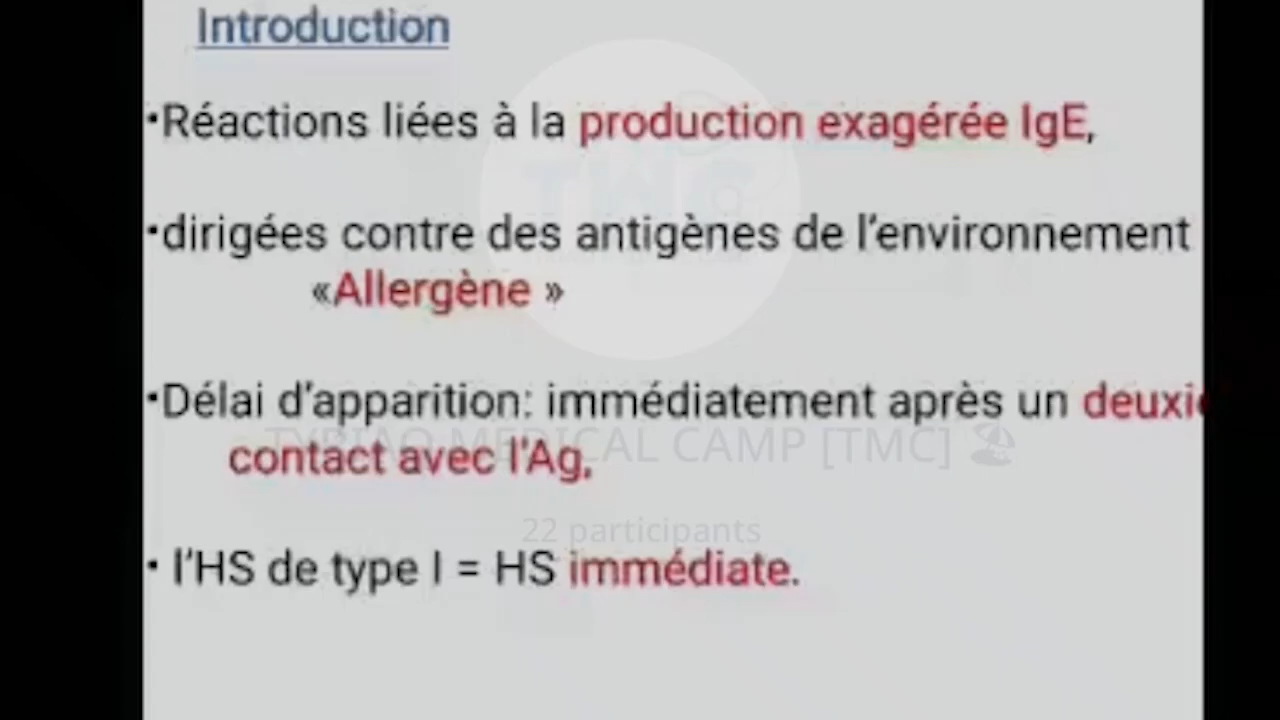 Introduction
•Réactions liées à la production exagérée IgE,
•dirigées contre des antigènes de l'environnement
«Allergène »
•Délai d'apparition: immédiatement après un
contact avec l'Ag,
MEDICAL CAMP [TMC]
22 participants
• l'HS de type I = HS immédiate.